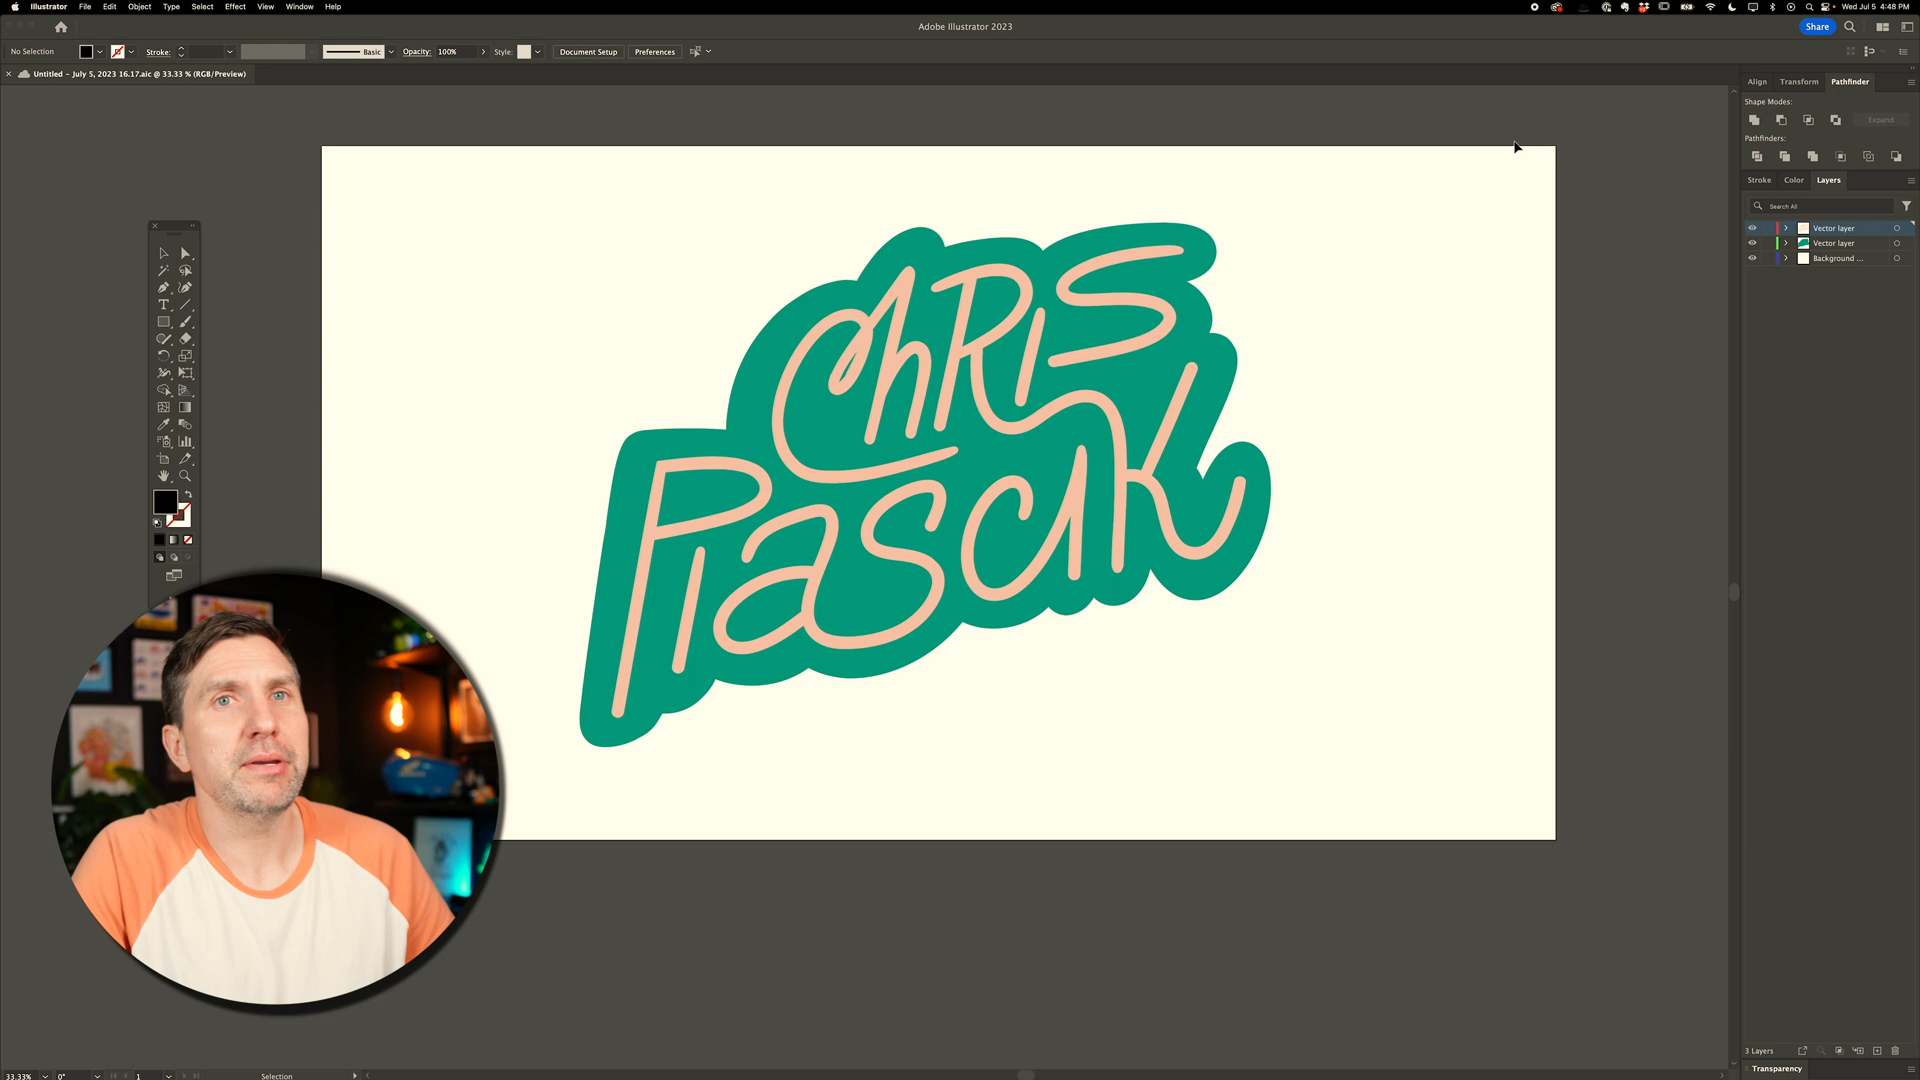 Illustrator File Edit Object Type Select Effect View Window Help
Wed Jul 5 4:48 PM
Adobe Illustrator 2023
Share
No Selection
Stroke:
Basic
Opacity: 100%
Style:
Document Setup
Preferences
Untitled - July 5, 2023 16.17.aic @ 33.33 % (RGB/Preview)
Align Transform Pathfinder
Shape Modes:
Expand
Pathfinders:
Stroke Color Layers
Search All
Vector layer
Vector layer
Background ...
ChRIS
PIASCIK
3 Layers
Transparency
33.33% 0° 1 Selection